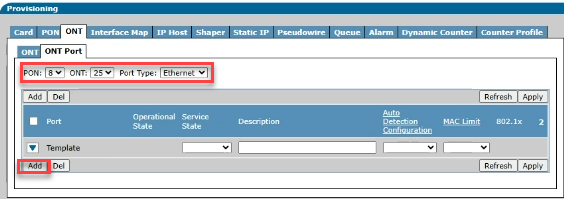 Provisioning
Card PON ONT Interface Map IP Host Shaper Static IP Pseudowire Queue Alarm Dynamic Counter Counter Profile
ONT ONT Port
PON: 8 ONT: 25 Port Type: Ethernet
Add Del Refresh Apply
Port Operational State Service State Description Auto Detection Configuration MAC Limit 802.1x 2
Template
Add Del Refresh Apply